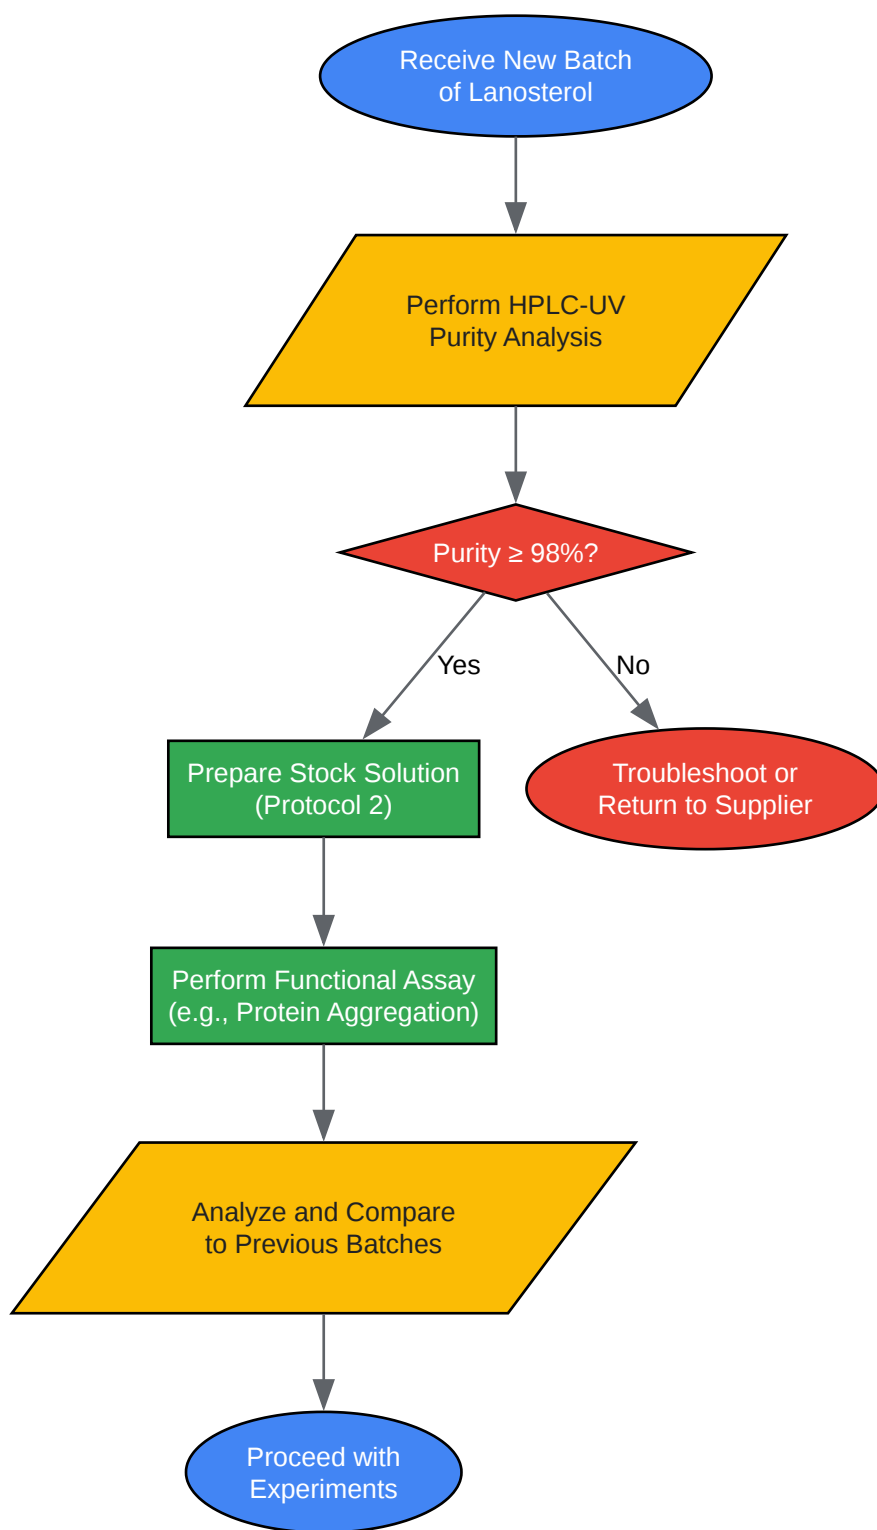 Receive New Batch
of Lanosterol
Perform HPLC-UV
Purity Analysis
Purity ≥ 98%?
Yes
No
Prepare Stock Solution
(Protocol 2)
Troubleshoot or
Return to Supplier
Perform Functional Assay
(e.g., Protein Aggregation)
Analyze and Compare
to Previous Batches
Proceed with
Experiments